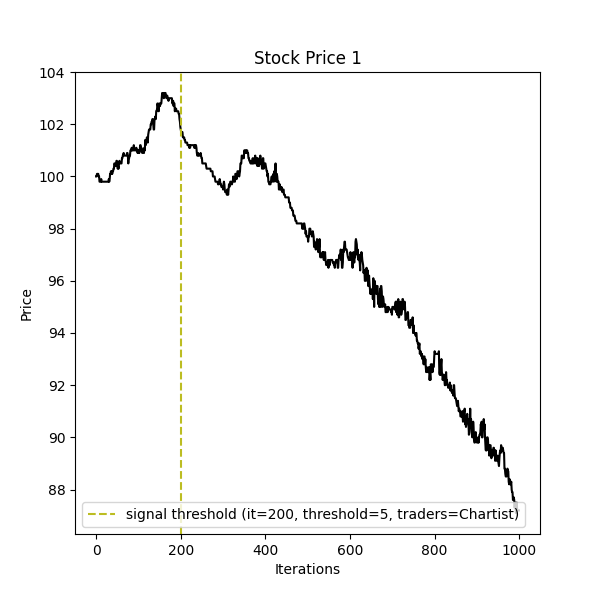 Stock Price 1
104
102
100
98
96
94
92
90
88
Price
signal threshold (it=200, threshold=5, traders=Chartist)
0 200 400 600 800 1000
Iterations